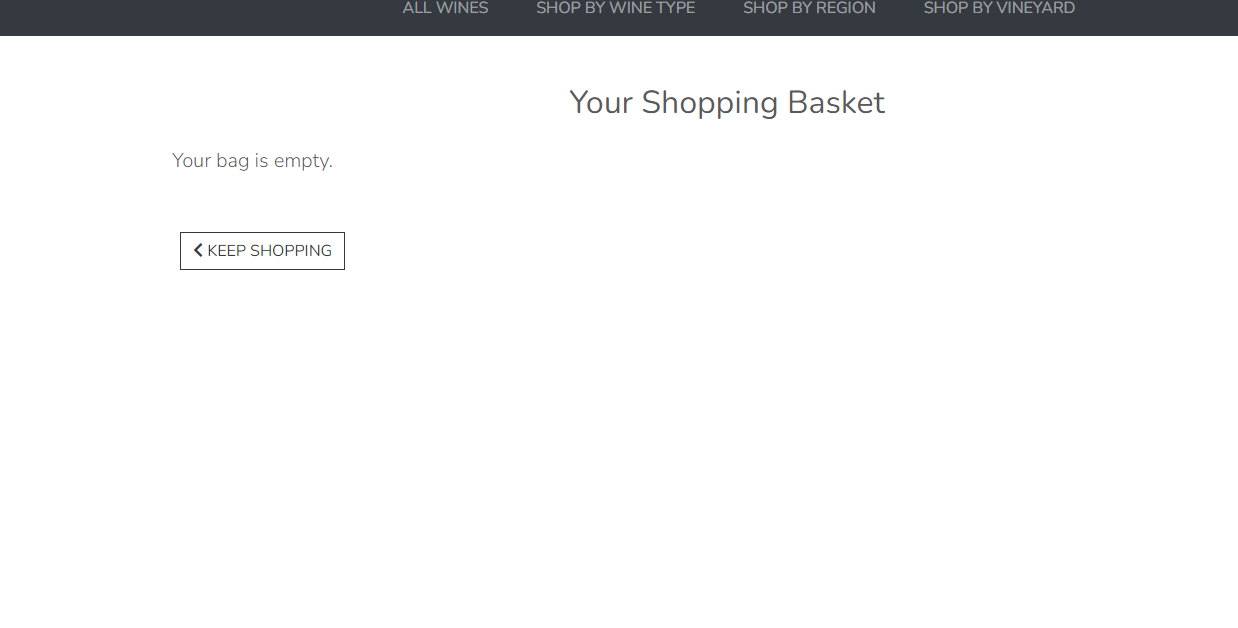 ALL WINES SHOP BY WINE TYPE SHOP BY REGION SHOP BY VINEYARD
Your Shopping Basket
Your bag is empty.
KEEP SHOPPING